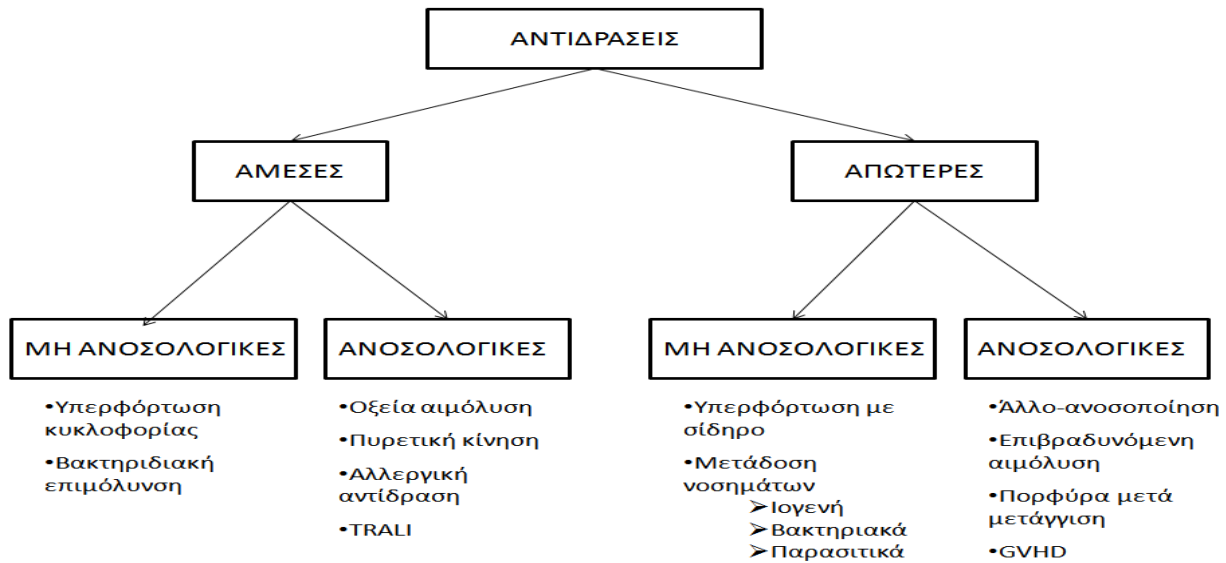 ΑΝΤΙΔΡΑΣΕΙΣ
ΑΜΕΣΕΣ
ΑΠΩΤΕΡΕΣ
ΜΗ ΑΝΟΣΟΛΟΓΙΚΕΣ
•Υπερφόρτωση
κυκλοφορίας
•Βακτηριδιακή
επιμόλυνση
ΑΝΟΣΟΛΟΓΙΚΕΣ
•Οξεία αιμόλυση
•Πυρετική κίνηση
•Αλλεργική
αντίδραση
•TRALI
ΜΗ ΑΝΟΣΟΛΟΓΙΚΕΣ
•Υπερφόρτωση με
σίδηρο
•Μετάδοση
νοσημάτων
➢Ιογενή
➢Βακτηριακά
➢Παρασιτικά
ΑΝΟΣΟΛΟΓΙΚΕΣ
•Άλλο-ανοσοποίηση
•Επιβραδυνόμενη
αιμόλυση
•Πορφύρα μετά
μετάγγιση
•GVHD